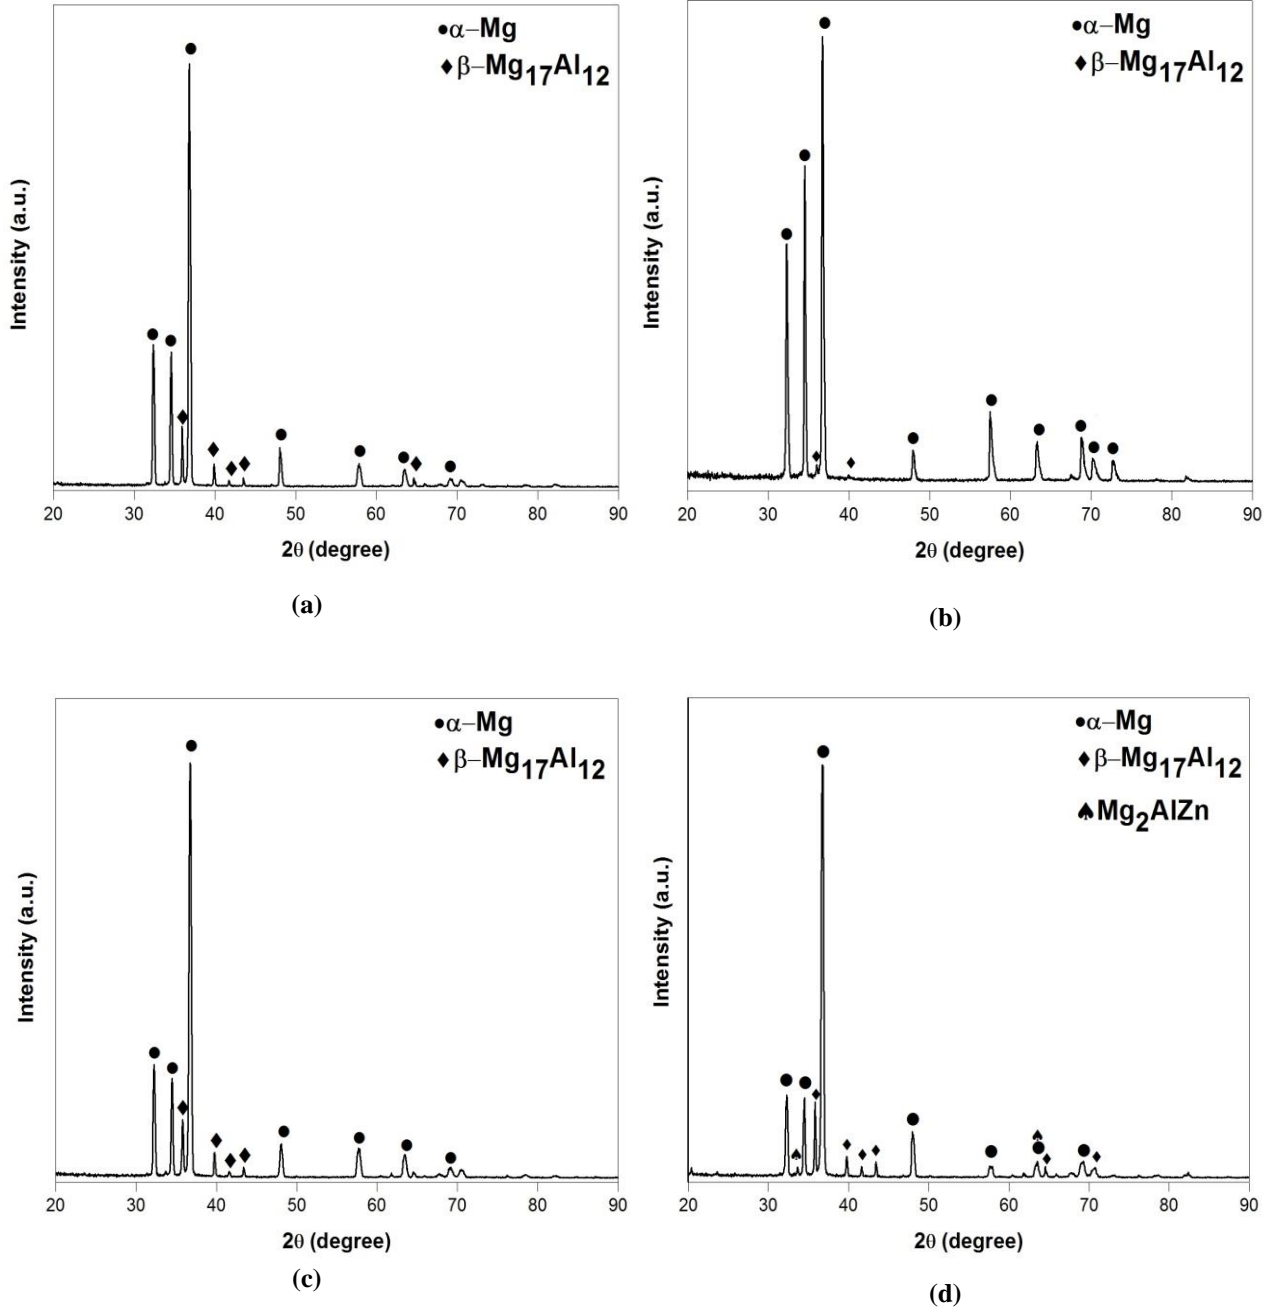 ●α–Mg
♦β–Mg17Al12
Intensity (a.u.)
20 30 40 50 60 70 80 90
2θ (degree)
(a)
●α–Mg
♦β–Mg17Al12
Intensity (a.u.)
20 30 40 50 60 70 80 90
2θ (degree)
(b)
●α–Mg
♦β–Mg17Al12
Intensity (a.u.)
20 30 40 50 60 70 80 90
2θ (degree)
(c)
●α–Mg
♦β–Mg17Al12
♠Mg2AlZn
Intensity (a.u.)
20 30 40 50 60 70 80 90
2θ (degree)
(d)